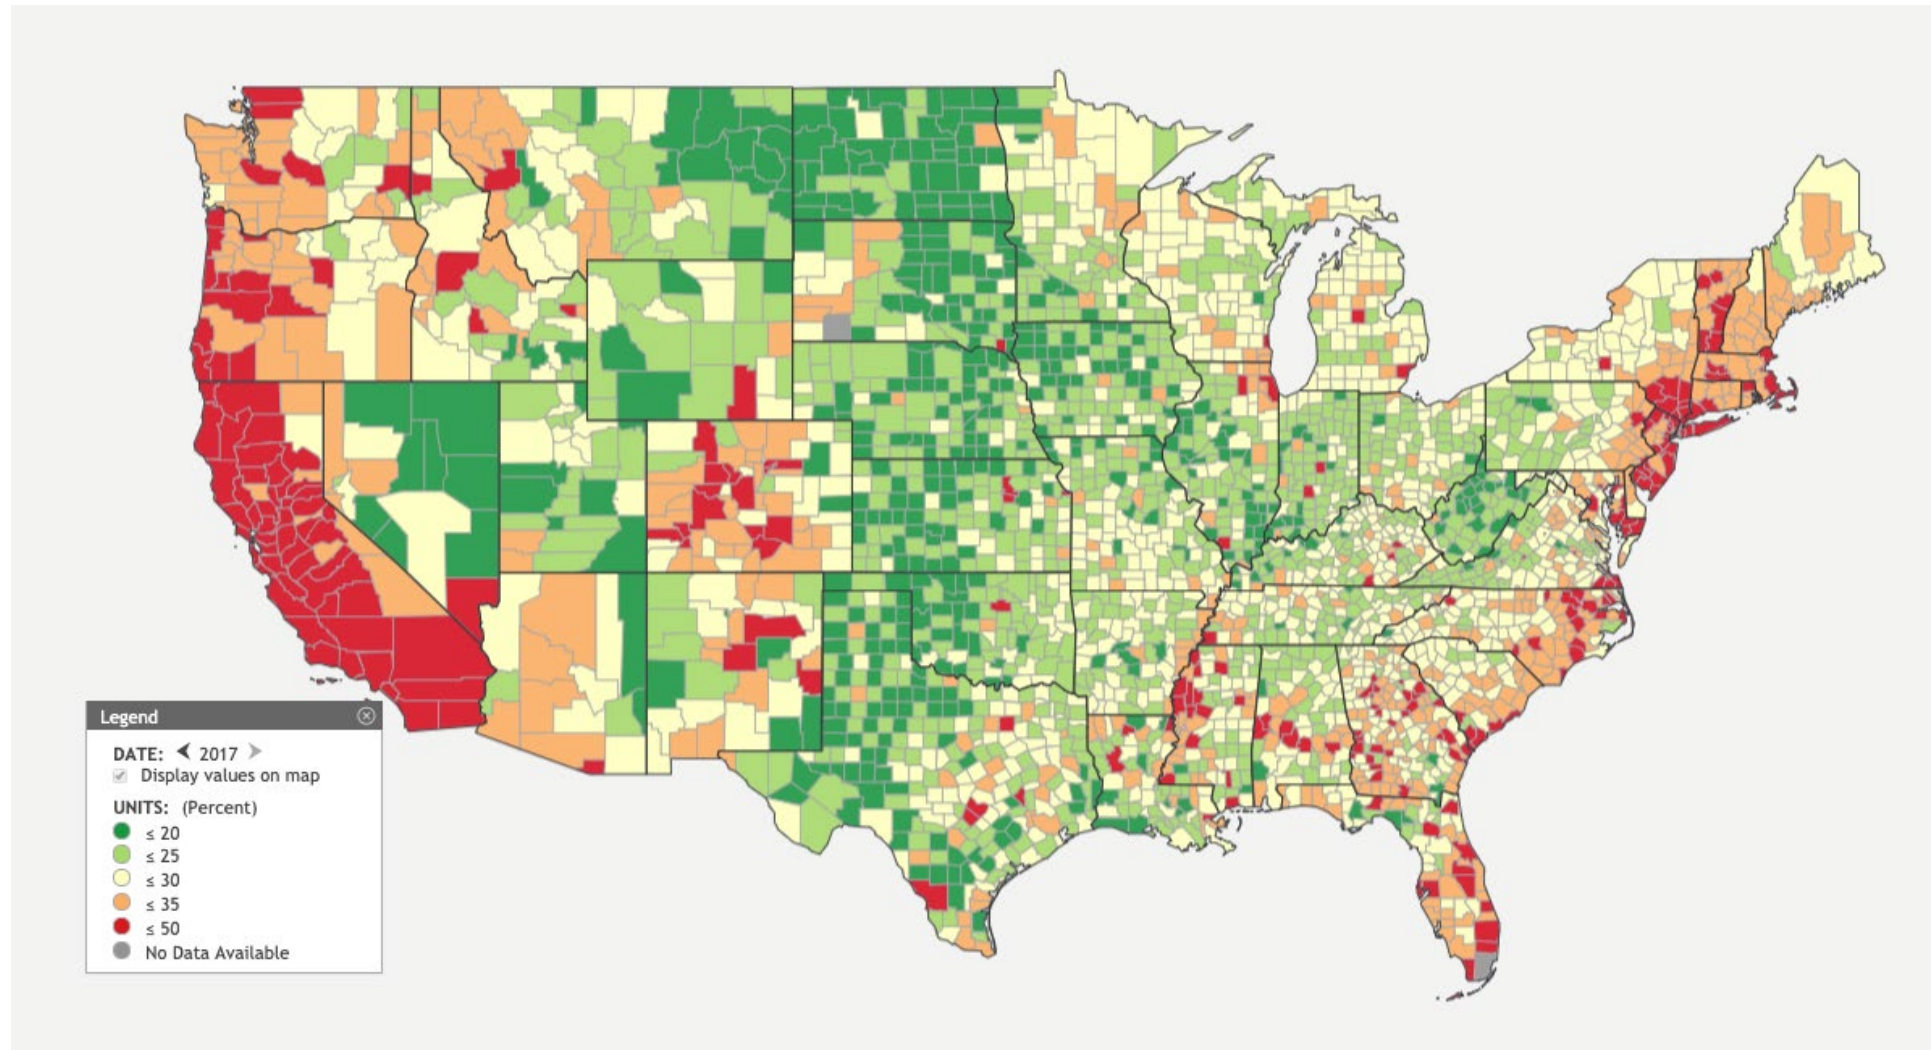 Legend
DATE: 2017
Display values on map
UNITS: (Percent)
≤ 20
≤ 25
≤ 30
≤ 35
≤ 50
No Data Available